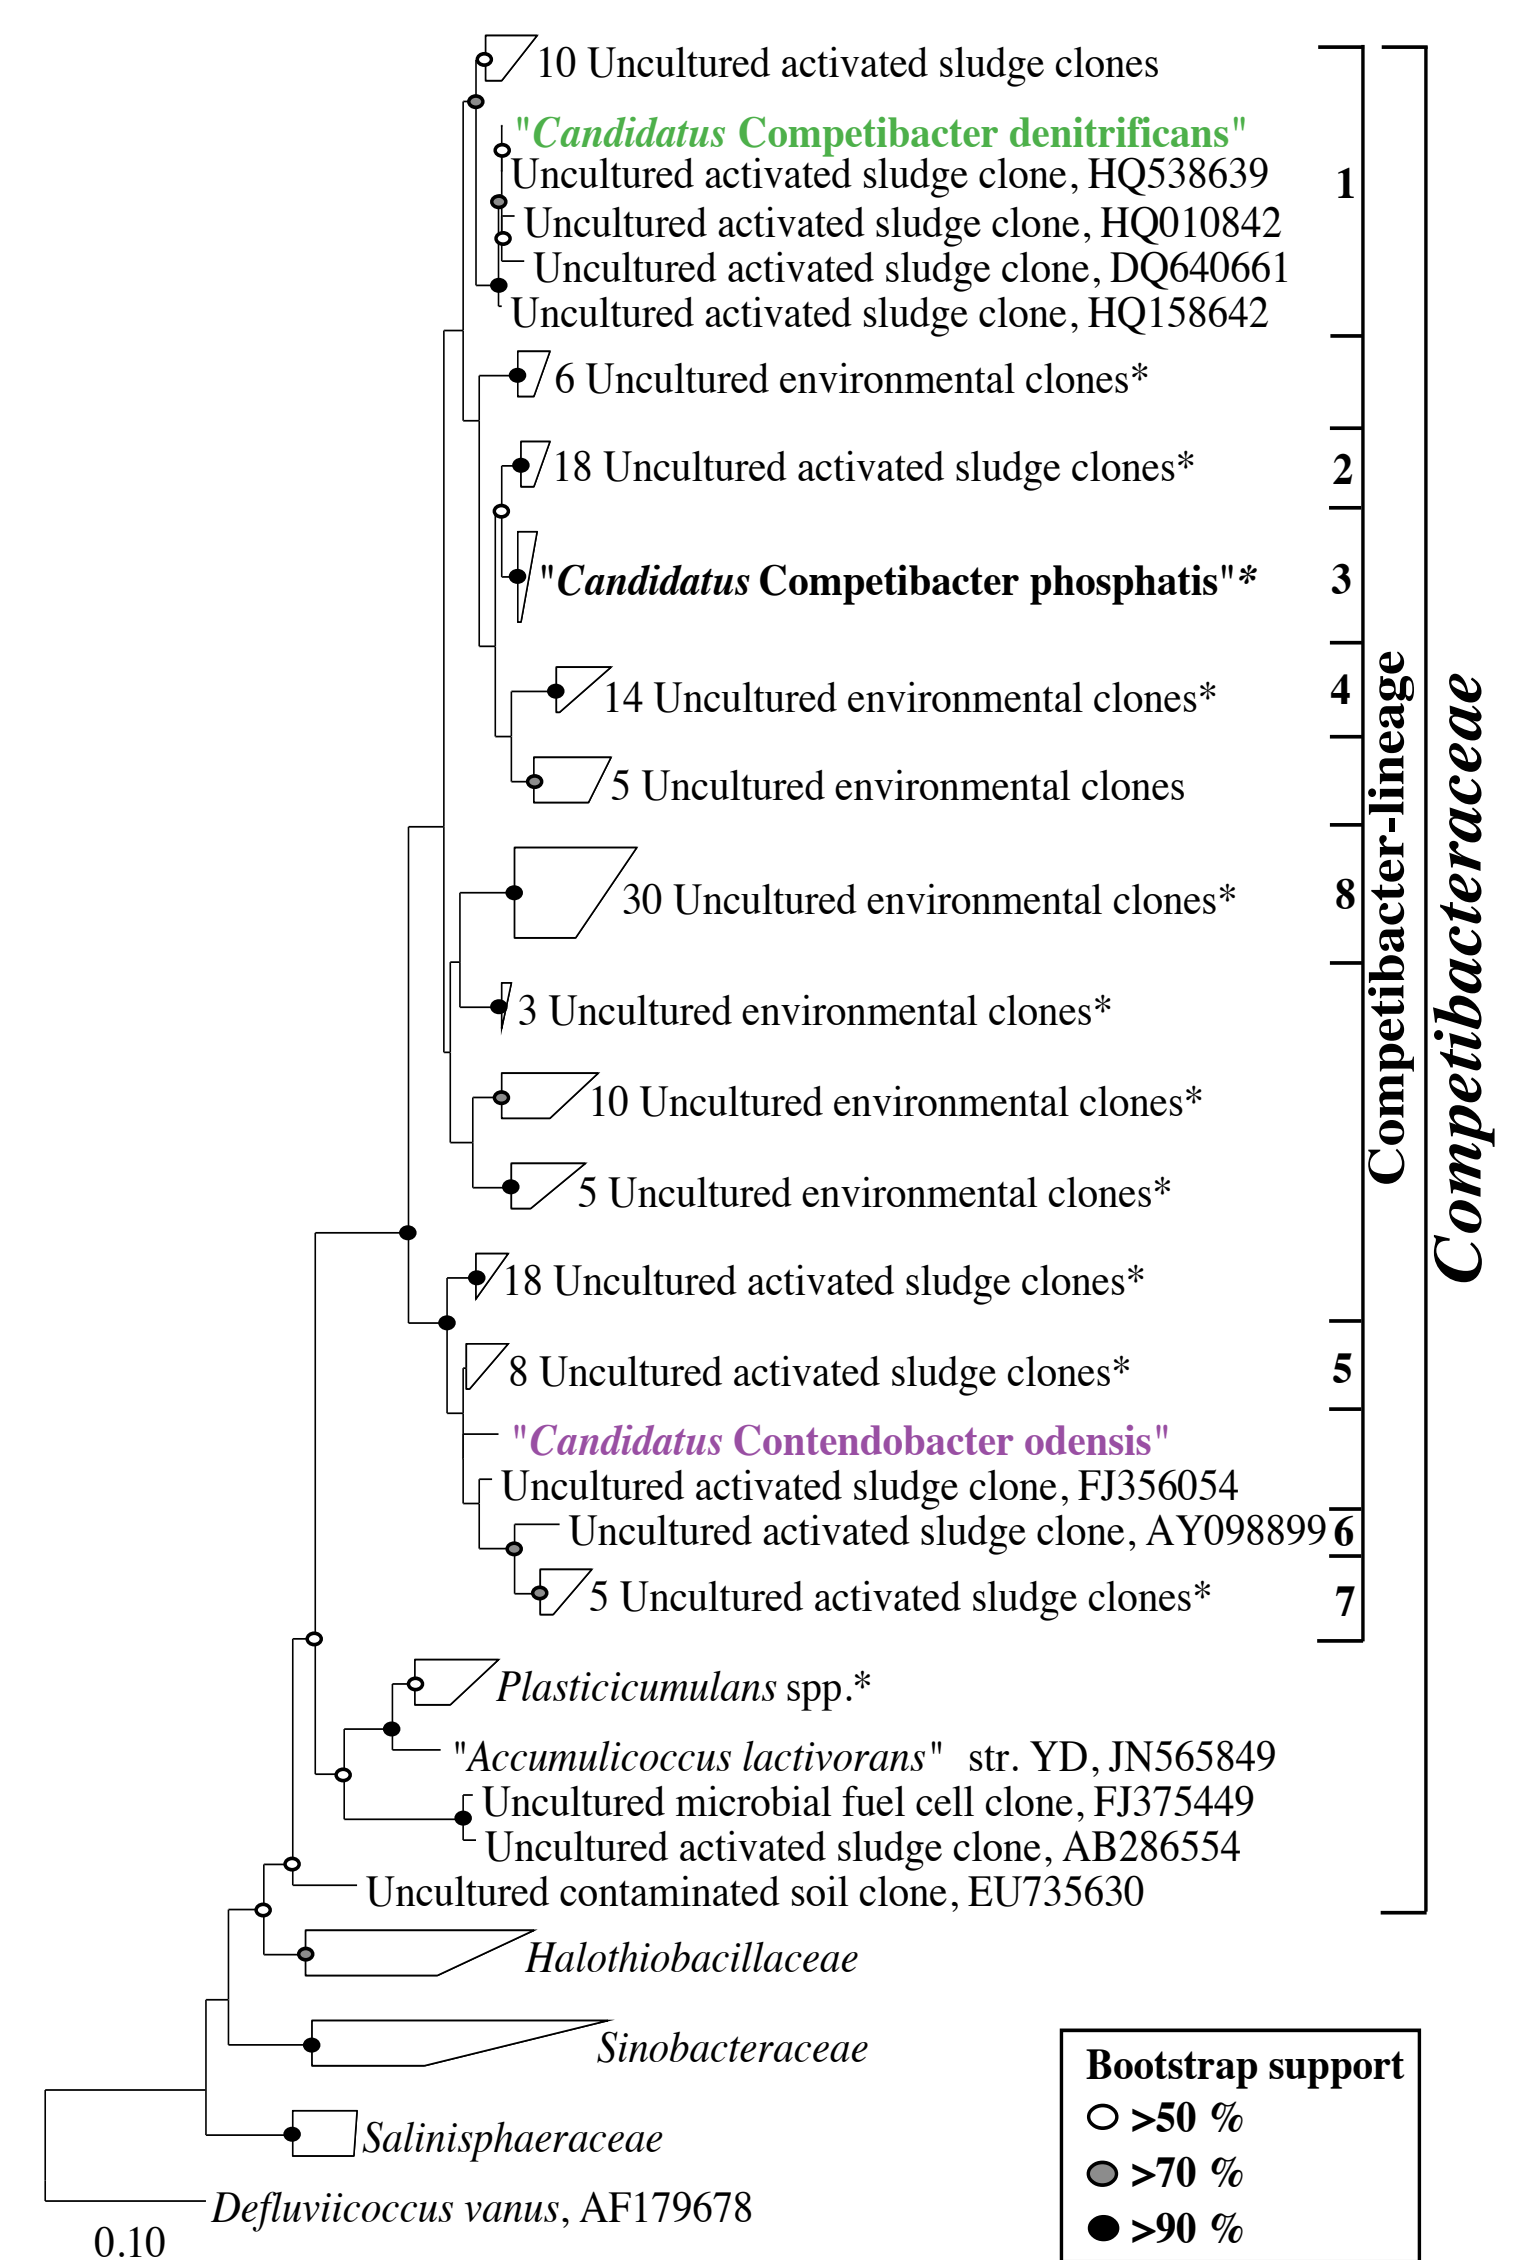 10 Uncultured activated sludge clones
"Candidatus Competibacter denitrificans"
Uncultured activated sludge clone, HQ538639
1
Uncultured activated sludge clone, HQ010842
Uncultured activated sludge clone, DQ640661
Uncultured activated sludge clone, HQ158642
6 Uncultured environmental clones*
18 Uncultured activated sludge clones*
2
"Candidatus Competibacter phosphatis"*
3
14 Uncultured environmental clones*
4
5 Uncultured environmental clones
30 Uncultured environmental clones*
8
3 Uncultured environmental clones*
10 Uncultured environmental clones*
5 Uncultured environmental clones*
18 Uncultured activated sludge clones*
8 Uncultured activated sludge clones*
5
"Candidatus Contendobacter odensis"
Uncultured activated sludge clone, FJ356054
Uncultured activated sludge clone, AY098899
6
5 Uncultured activated sludge clones*
7
Competibacter-lineage
Competibacteraceae
Plasticicumulans spp.*
"Accumulicoccus lactivorans" str. YD, JN565849
Uncultured microbial fuel cell clone, FJ375449
Uncultured activated sludge clone, AB286554
Uncultured contaminated soil clone, EU735630
Halothiobacillaceae
Sinobacteraceae
Salinisphaeraceae
Defluviicoccus vanus, AF179678
0.10
Bootstrap support
>50 %
>70 %
>90 %